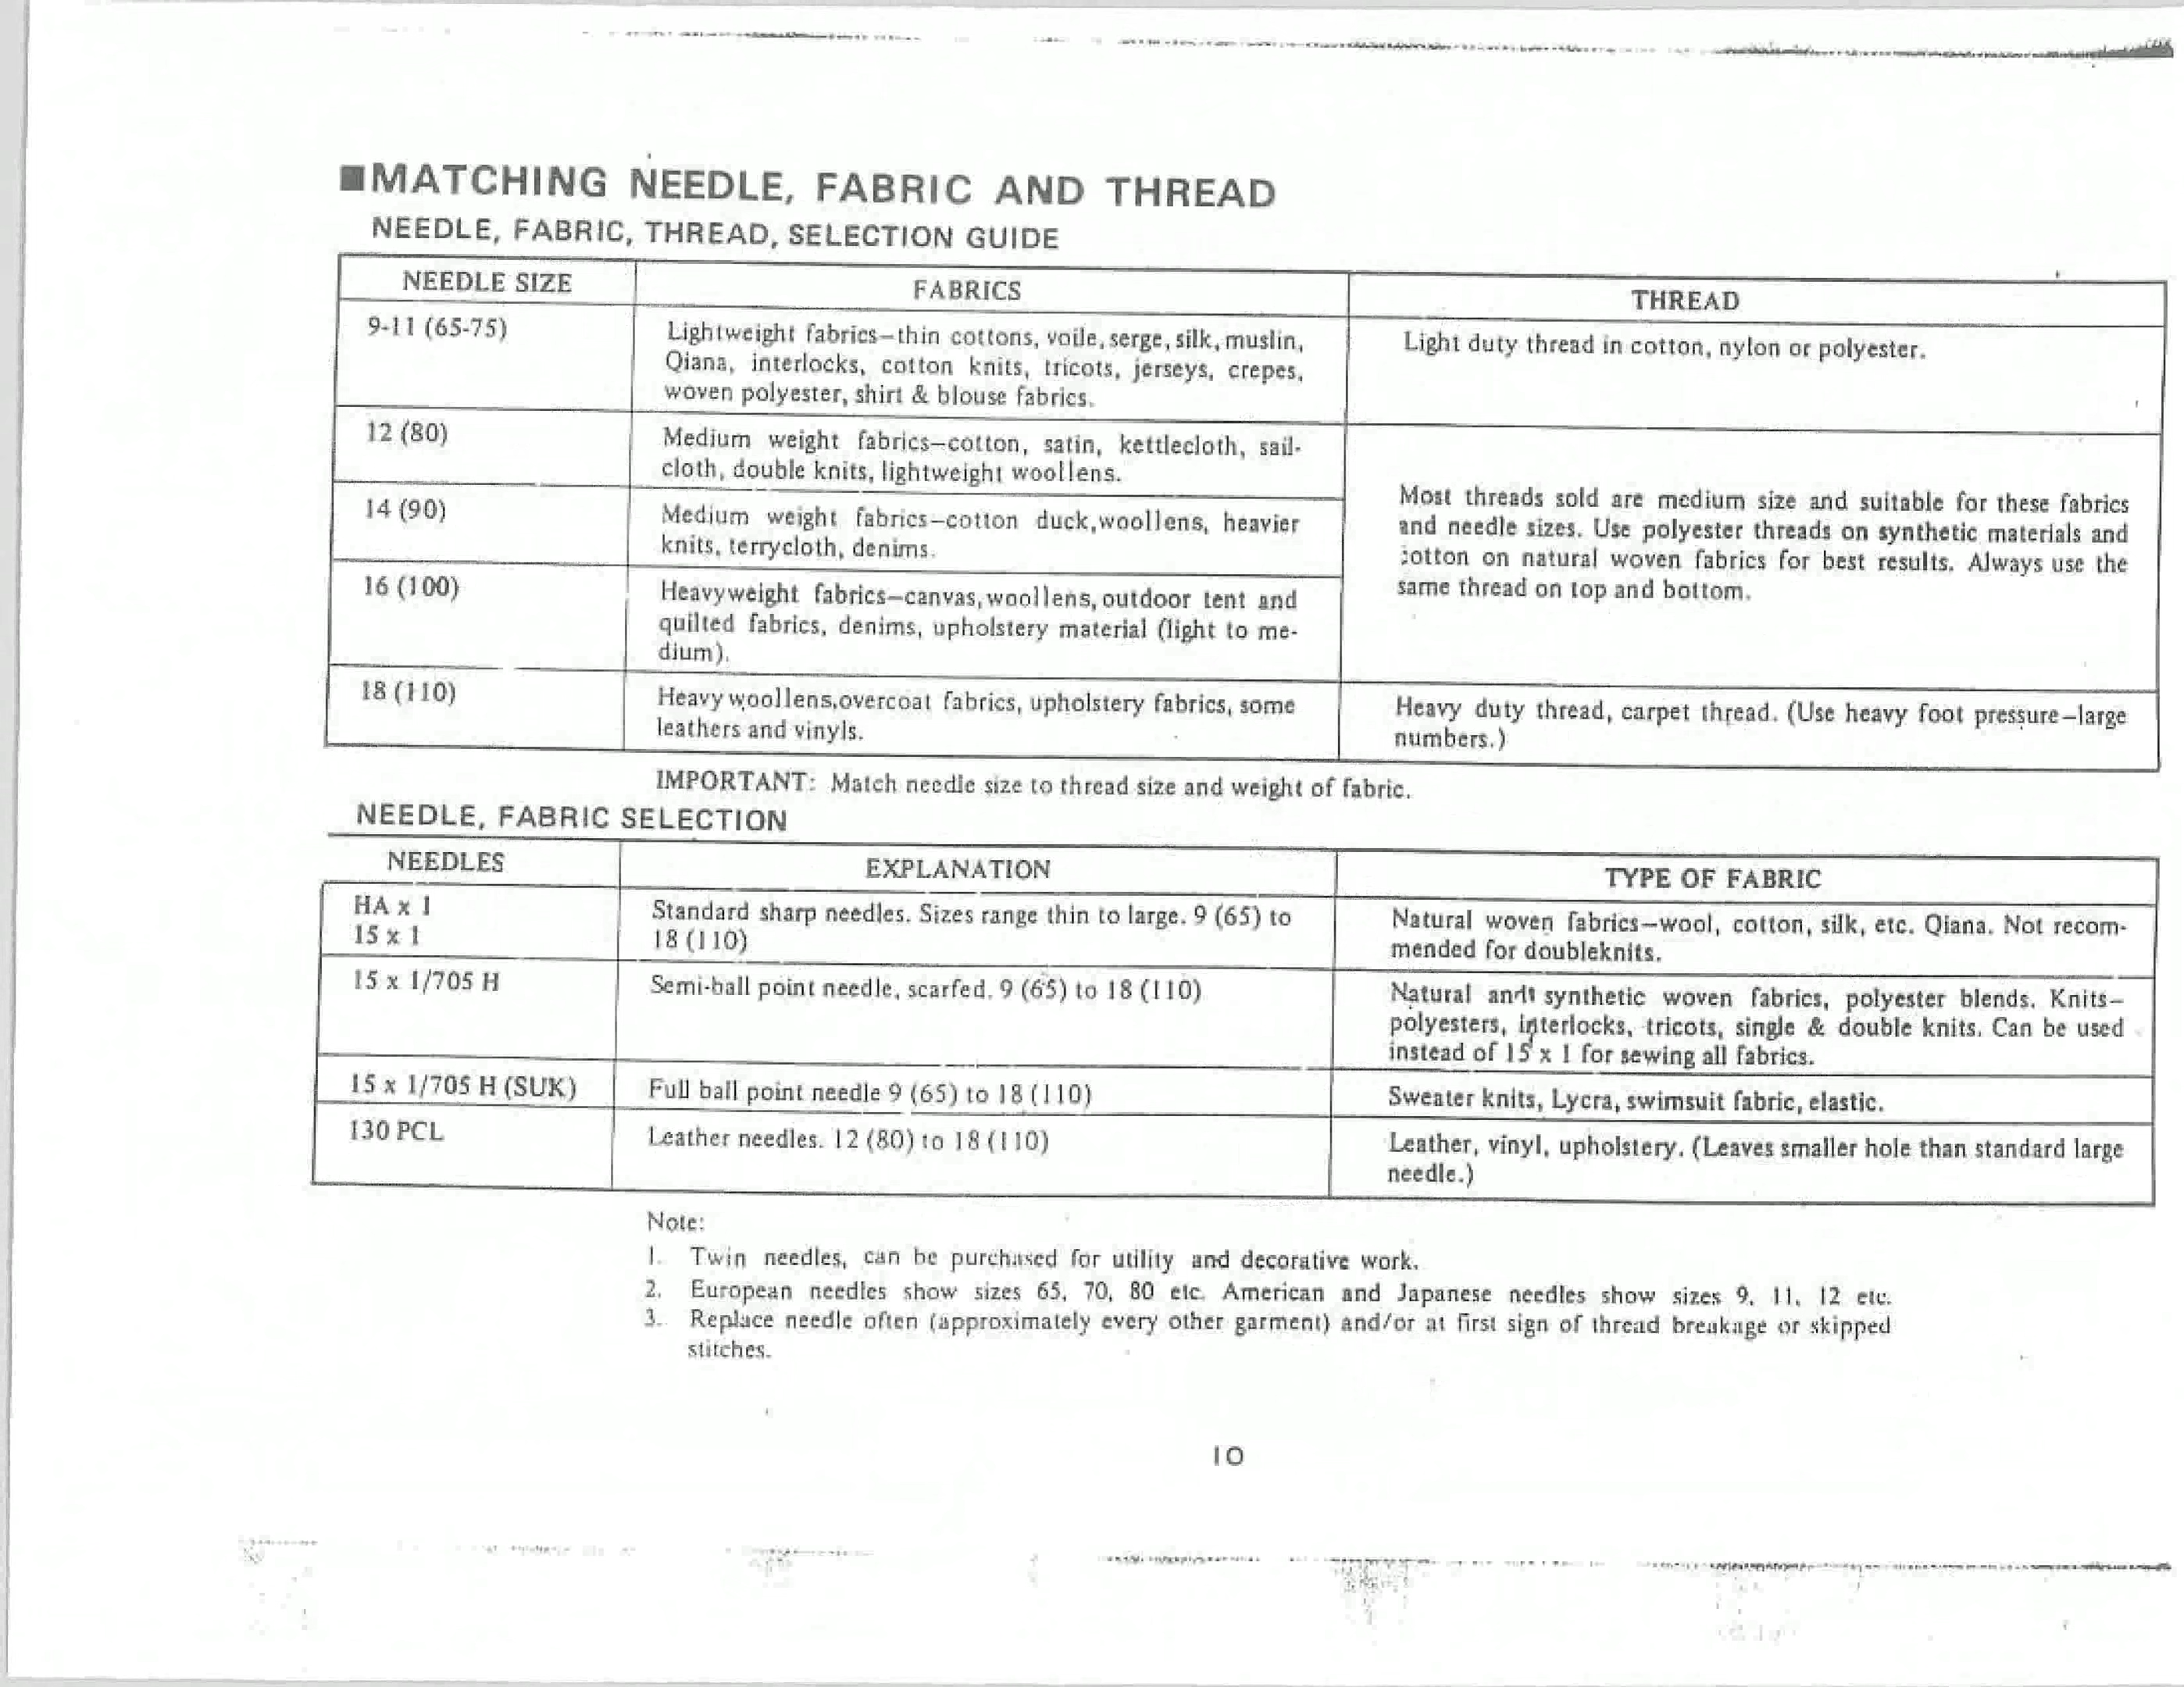 ■MATCHING NEEDLE, FABRIC AND THREAD
NEEDLE, FABRIC, THREAD, SELECTION GUIDE
NEEDLE SIZE FABRICS THREAD
9-11 (65-75)
Lightweight fabrics—thin cottons, voile, serge, silk, muslin,
Qiana, interlocks, cotton knits, tricots, jerseys, crepes,
woven polyester, shirt & blouse fabrics.
Light duty thread in cotton, nylon or polyester.
12 (80)
Medium weight fabrics—cotton, satin, kettlecloth, sail-
cloth, double knits, lightweight woollens.
14 (90)
Medium weight fabrics—cotton duck,woollens, heavier
knits, terrycloth, denims.
16 (100)
Heavyweight fabrics—canvas, woollens, outdoor tent and
quilted fabrics, denims, upholstery material (light to me-
dium).
Most threads sold are medium size and suitable for these fabrics
and needle sizes. Use polyester threads on synthetic materials and
cotton on natural woven fabrics for best results. Always use the
same thread on top and bottom.
18 (110)
Heavy woollens,overcoat fabrics, upholstery fabrics, some
leathers and vinyls.
Heavy duty thread, carpet thread. (Use heavy foot pressure—large
numbers.)
IMPORTANT: Match needle size to thread size and weight of fabric.
NEEDLE, FABRIC SELECTION
NEEDLES EXPLANATION TYPE OF FABRIC
HA x 1
15 x 1
Standard sharp needles. Sizes range thin to large. 9 (65) to
18 (110)
Natural woven fabrics—wool, cotton, silk, etc. Qiana. Not recom-
mended for doubleknits.
15 x 1/705 H
Semi-ball point needle, scarfed. 9 (65) to 18 (110)
Natural and synthetic woven fabrics, polyester blends. Knits—
polyesters, interlocks, tricots, single & double knits. Can be used
instead of 15 x 1 for sewing all fabrics.
15 x 1/705 H (SUK)
Full ball point needle 9 (65) to 18 (110)
Sweater knits, Lycra, swimsuit fabric, elastic.
130 PCL
Leather needles. 12 (80) to 18 (110)
Leather, vinyl, upholstery. (Leaves smaller hole than standard large
needle.)
Note:
1. Twin needles, can be purchased for utility and decorative work.
2. European needles show sizes 65, 70, 80 etc. American and Japanese needles show sizes 9, 11, 12 etc.
3. Replace needle often (approximately every other garment) and/or at first sign of thread breakage or skipped
stitches.
10